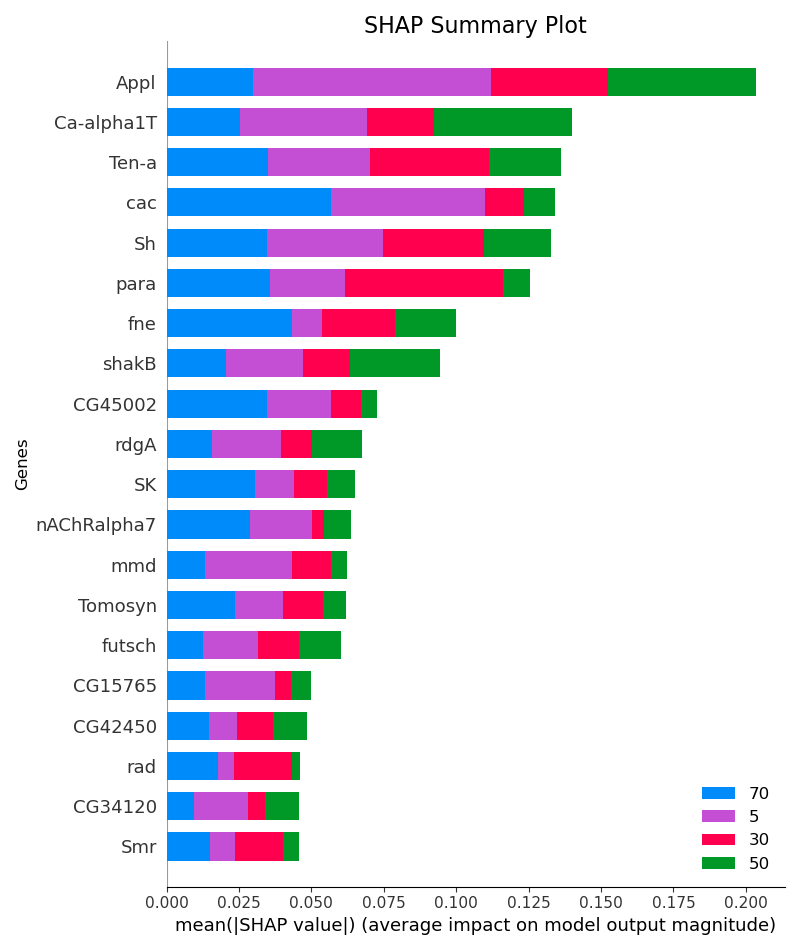 SHAP Summary Plot
Appl
Ca-alpha1T
Ten-a
cac
Sh
para
fne
shakB
CG45002
rdgA
SK
nAChRalpha7
mmd
Tomosyn
futsch
CG15765
CG42450
rad
CG34120
Smr
Genes
70
5
30
50
0.000 0.025 0.050 0.075 0.100 0.125 0.150 0.175 0.200
mean(|SHAP value|) (average impact on model output magnitude)